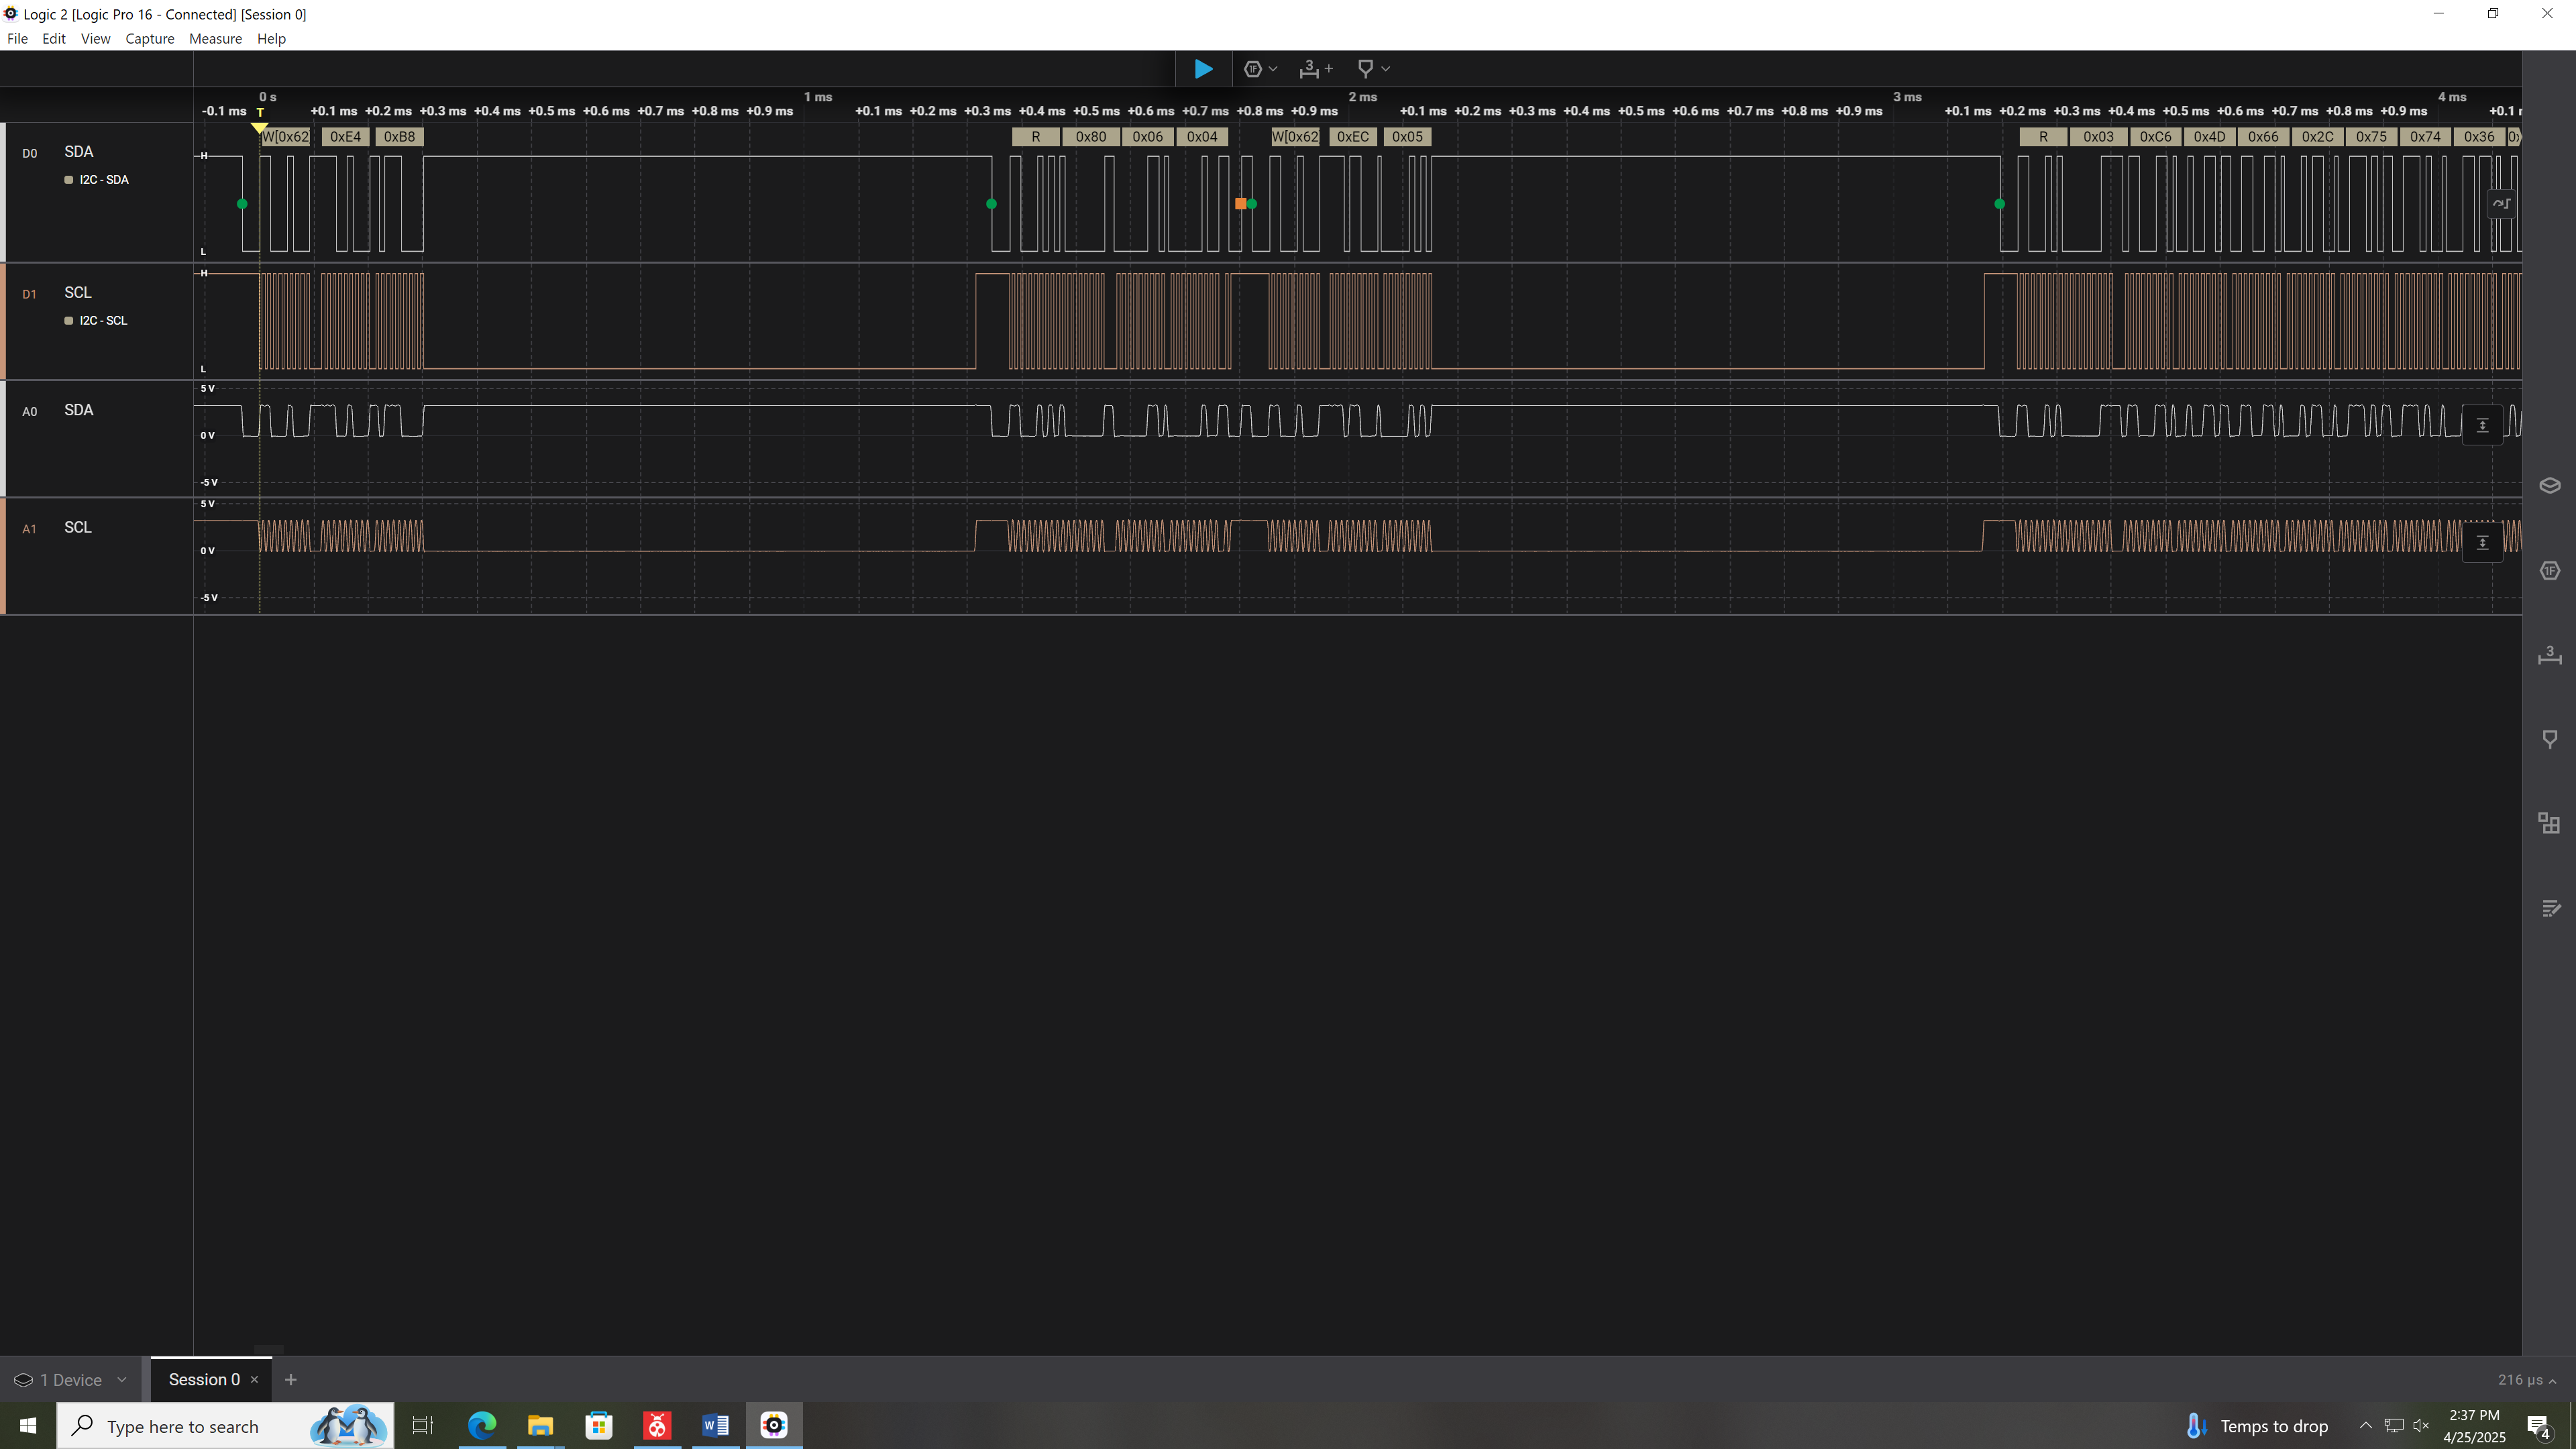 Logic 2 [Logic Pro 16 - Connected] [Session 0]
File Edit View Capture Measure Help
1F 3 +
0 s 1 ms 2 ms 3 ms 4 ms
-0.1 ms T +0.1 ms +0.2 ms +0.3 ms +0.4 ms +0.5 ms +0.6 ms +0.7 ms +0.8 ms +0.9 ms +0.1 ms +0.2 ms +0.3 ms +0.4 ms +0.5 ms +0.6 ms +0.7 ms +0.8 ms +0.9 ms +0.1 ms +0.2 ms +0.3 ms +0.4 ms +0.5 ms +0.6 ms +0.7 ms +0.8 ms +0.9 ms +0.1 ms +0.2 ms +0.3 ms +0.4 ms +0.5 ms +0.6 ms +0.7 ms +0.8 ms +0.9 ms +0.1
W[0x62 0xE4 0xB8 R 0x80 0x06 0x04 W[0x62 0xEC 0x05 R 0x03 0xC6 0x4D 0x66 0x2C 0x75 0x74 0x36
D0 SDA H
I2C - SDA
L
H
D1 SCL
I2C - SCL
L
5 V
A0 SDA
0 V
-5 V
5 V
A1 SCL
0 V
-5 V
1F
3
1 Device Session 0 × + 216 µs
Type here to search
Temps to drop
2:37 PM
4/25/2025
4